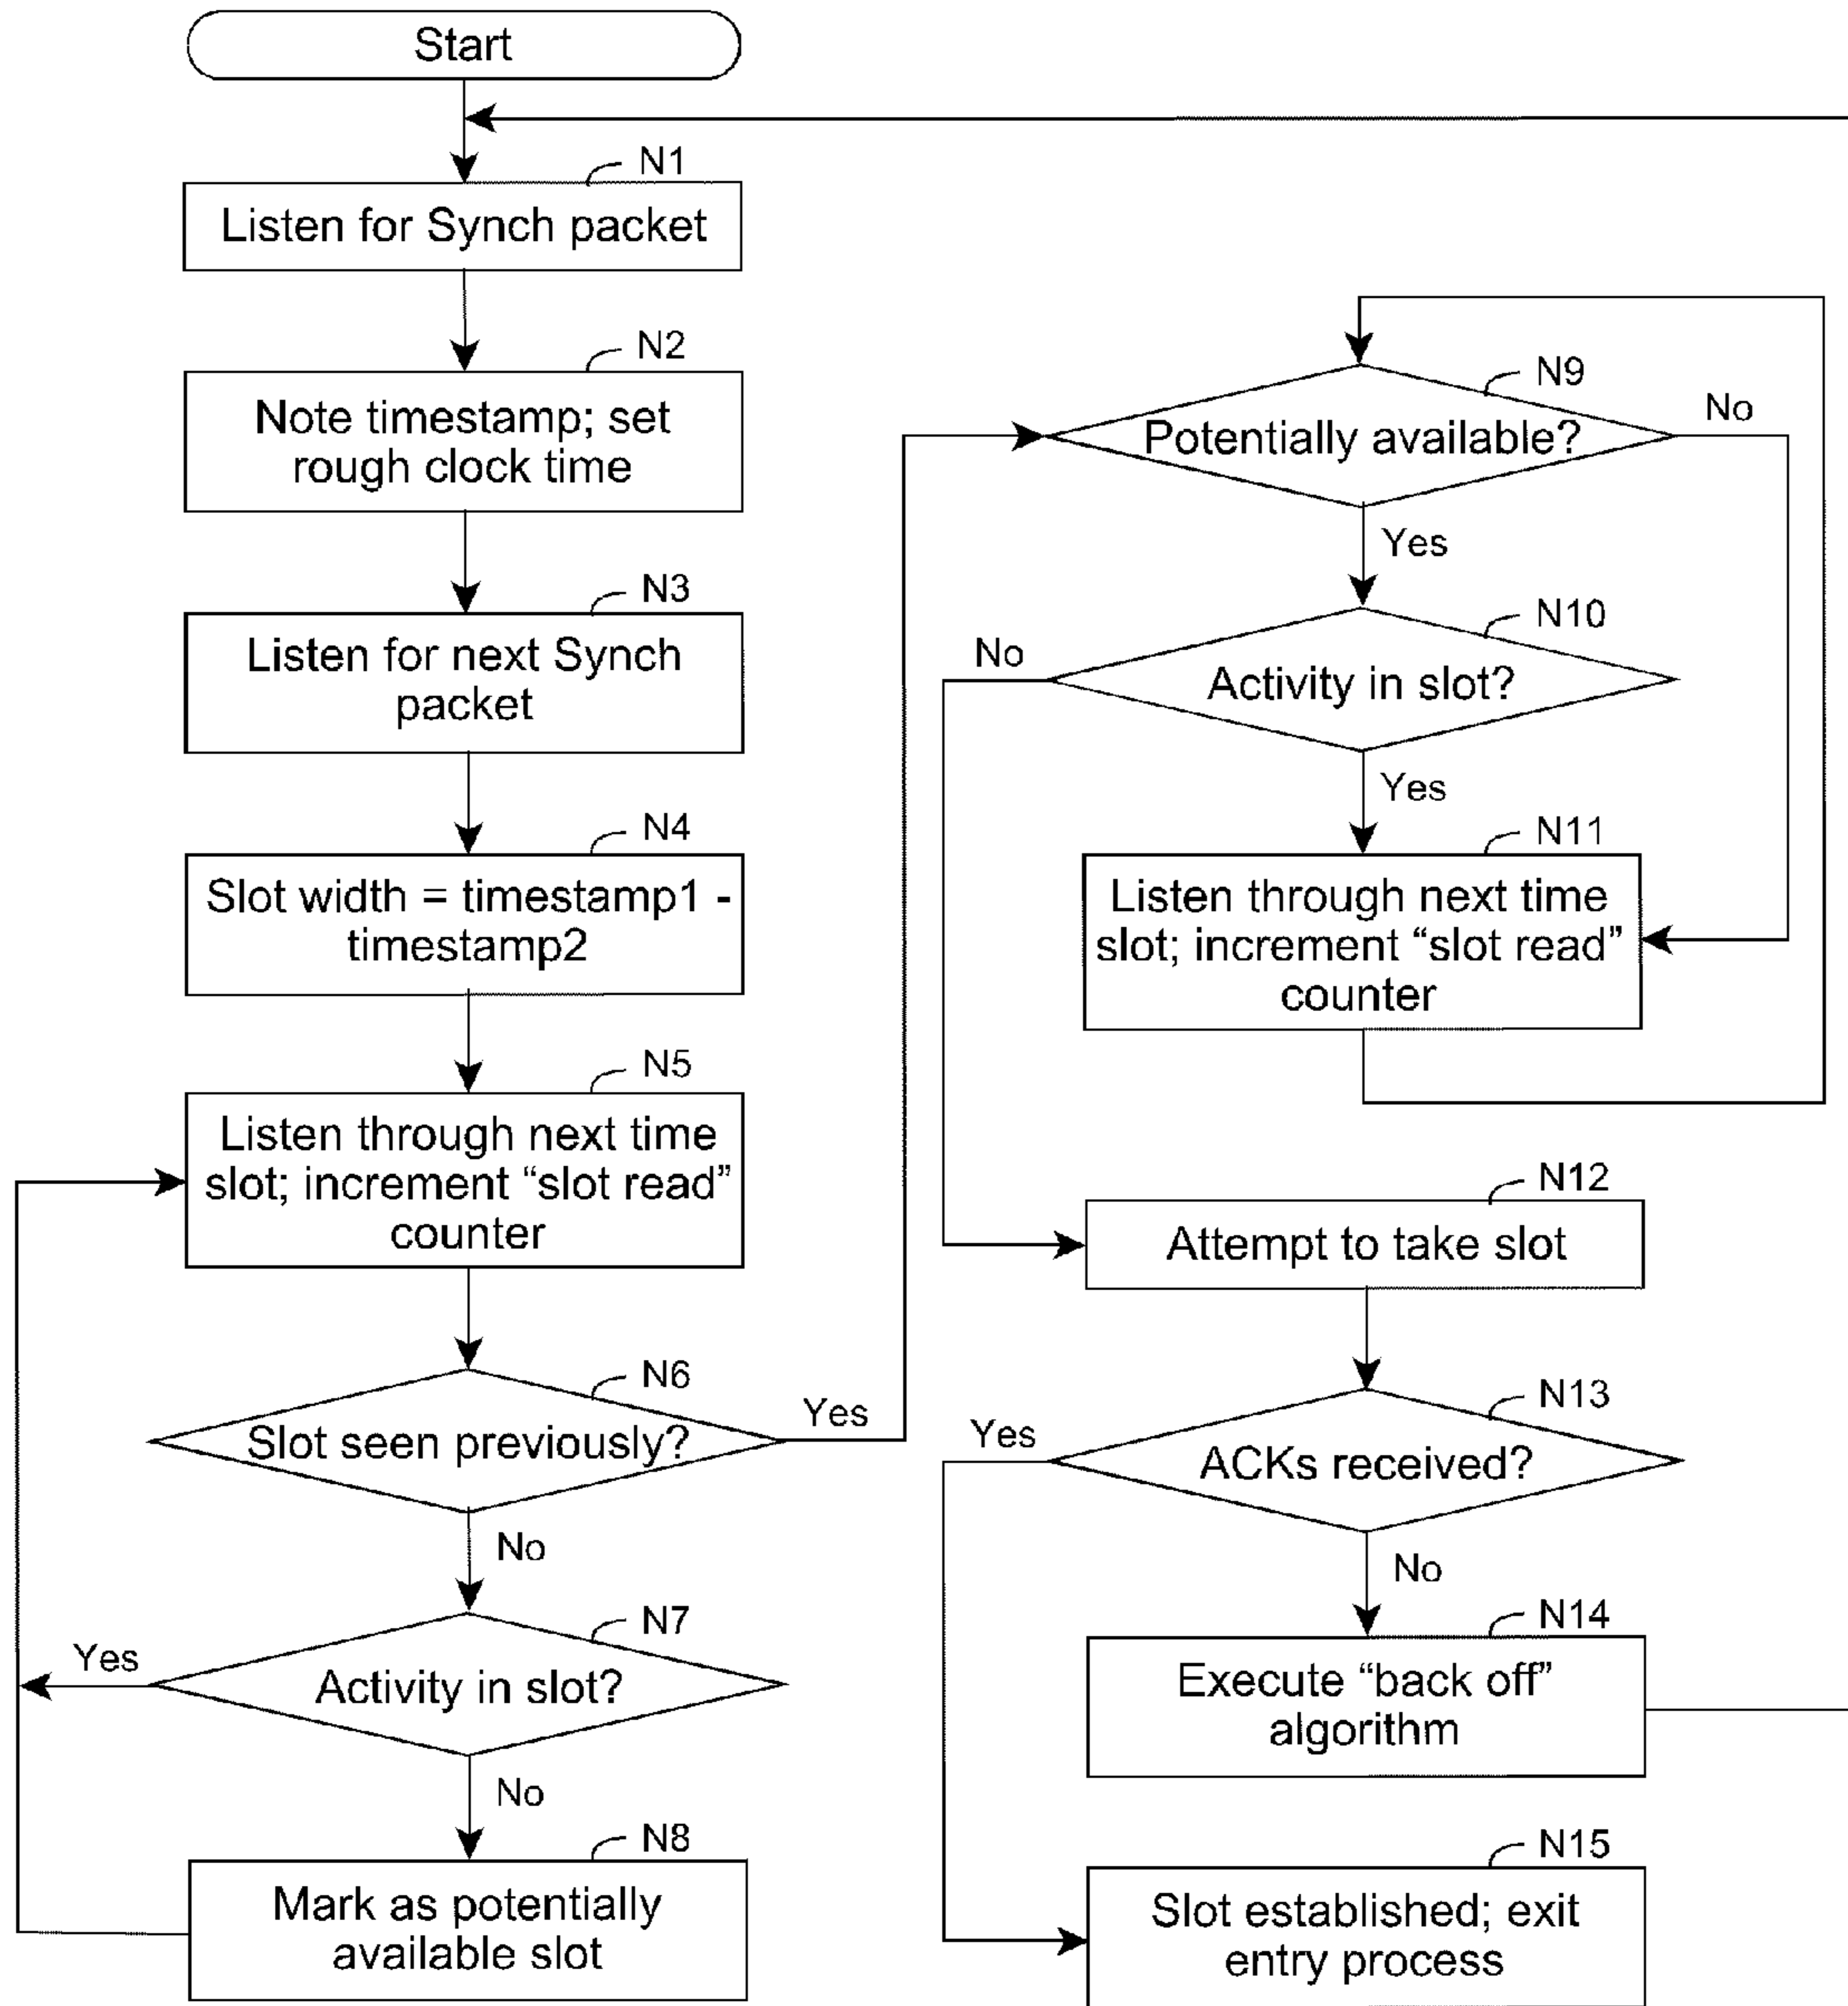 Start
N1
Listen for Synch packet
N2
Note timestamp; set
rough clock time
N3
Listen for next Synch
packet
N4
Slot width = timestamp1 -
timestamp2
N5
Listen through next time
slot; increment “slot read”
counter
N6
Slot seen previously?
Yes
No
N7
Activity in slot?
Yes
No
N8
Mark as potentially
available slot
N9
Potentially available?
No
Yes
N10
Activity in slot?
No
Yes
N11
Listen through next time
slot; increment “slot read”
counter
N12
Attempt to take slot
N13
ACKs received?
Yes
No
N14
Execute “back off”
algorithm
N15
Slot established; exit
entry process